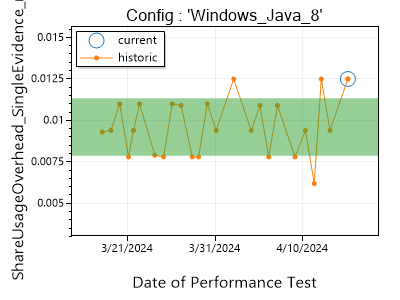 Config : 'Windows_Java_8'
ShareUsageOverhead_SingleEvidence_
0.015
0.0125
0.01
0.0075
0.005
current
historic
3/21/2024
3/31/2024
4/10/2024
Date of Performance Test